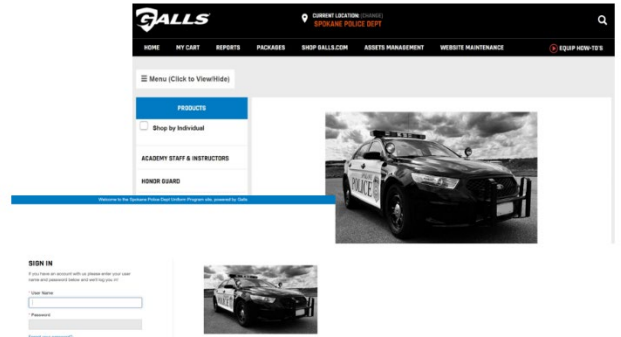 GALLS
CURRENT LOCATION: (CHANGE)
SPOKANE POLICE DEPT
HOME MY CART REPORTS PACKAGES SHOP GALLS.COM ASSETS MANAGEMENT WEBSITE MAINTENANCE EQUIP HOW-TO'S
☰ Menu (Click to View/Hide)
PRODUCTS
Shop by Individual
ACADEMY STAFF & INSTRUCTORS
HONOR GUARD
POLICE
Welcome to the Spokane Police Dept Uniform Program site, powered by Galls
SIGN IN
If you have an account with us please enter your user
name and password below and we'll log you in!
* User Name
* Password
Forgot your password?